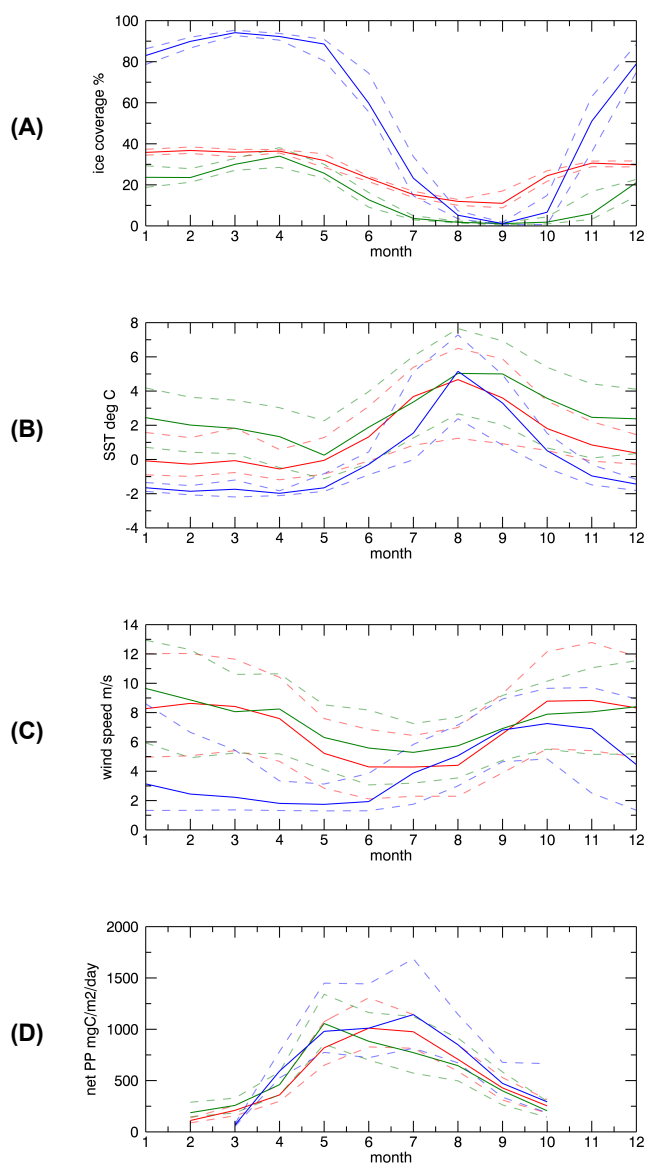 (A)
ice coverage %
100
80
60
40
20
0
1 2 3 4 5 6 7 8 9 10 11 12
month
(B)
SST deg C
8
6
4
2
0
-2
-4
1 2 3 4 5 6 7 8 9 10 11 12
month
(C)
wind speed m/s
14
12
10
8
6
4
2
0
1 2 3 4 5 6 7 8 9 10 11 12
month
(D)
net PP mgC/m2/day
2000
1500
1000
500
0
1 2 3 4 5 6 7 8 9 10 11 12
month